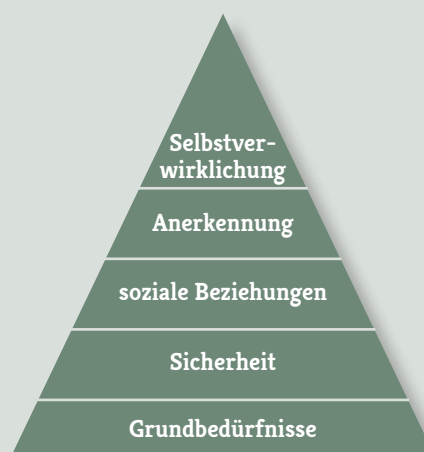 Selbstver-
wirklichung
Anerkennung
soziale Beziehungen
Sicherheit
Grundbedürfnisse